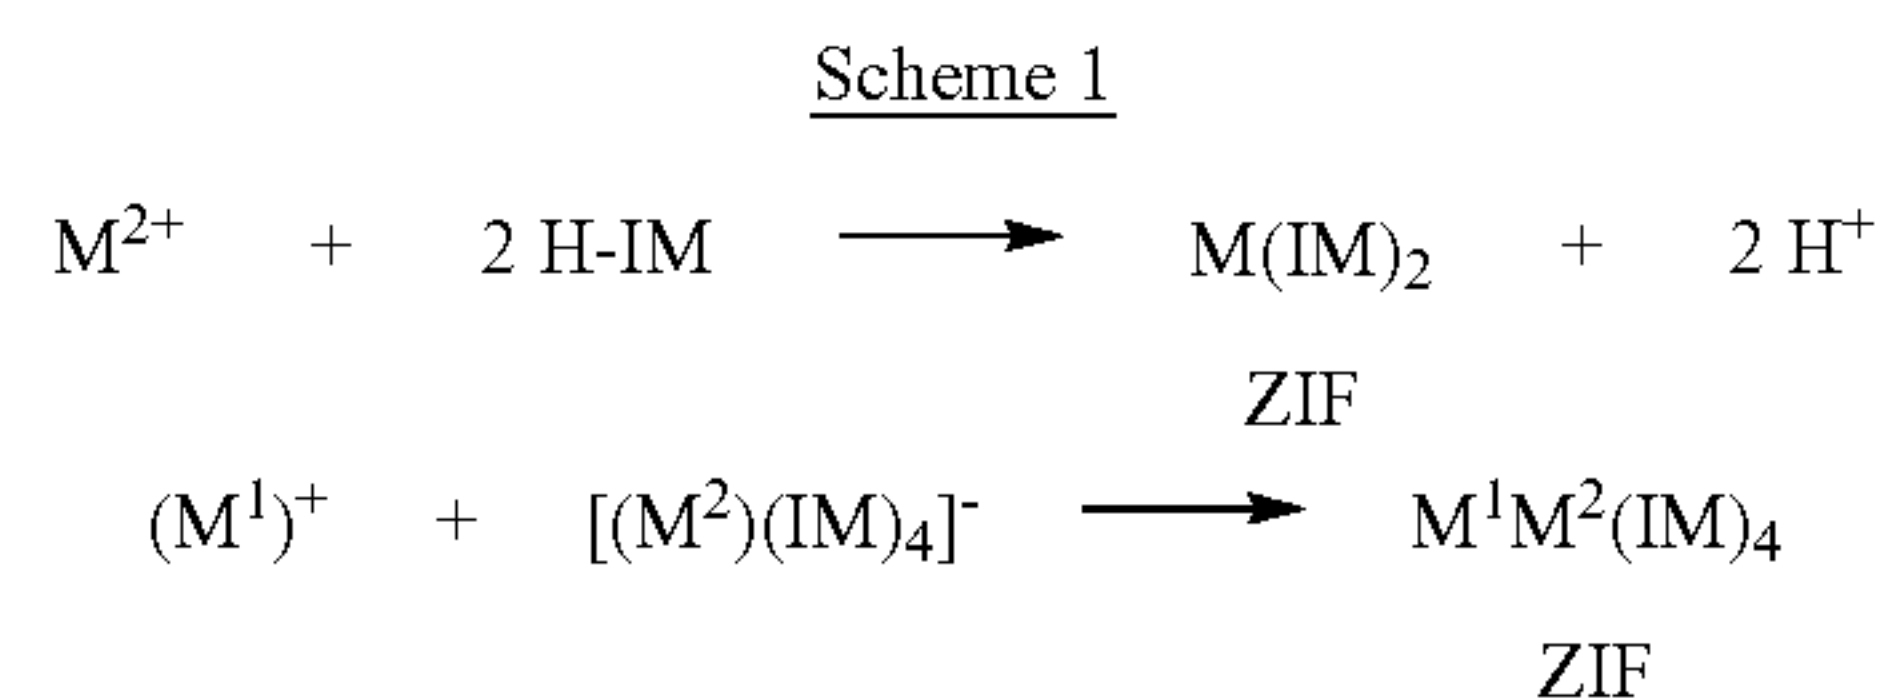 Scheme 1
M²⁺ + 2 H-IM → M(IM)₂ + 2 H⁺
ZIF
(M¹)⁺ + [(M²)(IM)₄]⁻ → M¹M²(IM)₄
ZIF